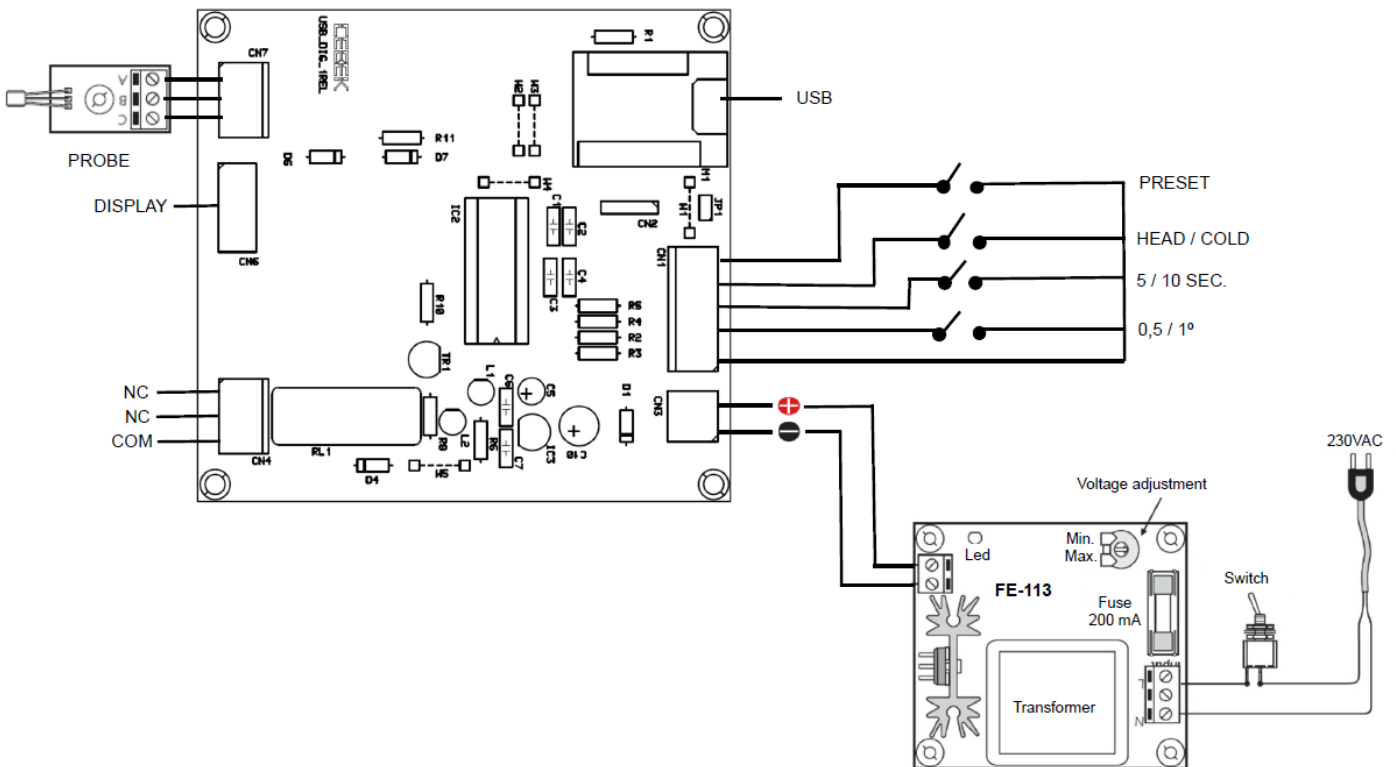 CEBEK
USB_DIG_1REL
R1
CN7
A
B
C
PROBE
W2
W3
USB
R11
D6
D7
W4
M1
W1
JP1
PRESET
DISPLAY
CN6
IC2
C1
C2
CN2
CN1
HEAD / COLD
C3
C4
5 / 10 SEC.
R10
R5
R4
R2
R3
0,5 / 1º
TR1
L1
C6
C5
D1
CN3
+
−
NC
NC
COM
CN4
RL1
R8
L2
R6
C7
IC3
C10
D4
W5
230VAC
Voltage adjustment
Led
Min.
Max.
FE-113
Fuse
200 mA
Switch
L
N
Transformer